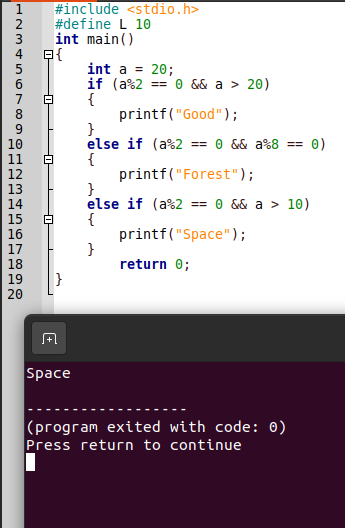 1 #include <stdio.h>
2 #define L 10
3 int main()
4 {
5 int a = 20;
6 if (a%2 == 0 && a > 20)
7 {
8 printf("Good");
9 }
10 else if (a%2 == 0 && a%8 == 0)
11 {
12 printf("Forest");
13 }
14 else if (a%2 == 0 && a > 10)
15 {
16 printf("Space");
17 }
18 return 0;
19 }
20
Space
------------------
(program exited with code: 0)
Press return to continue